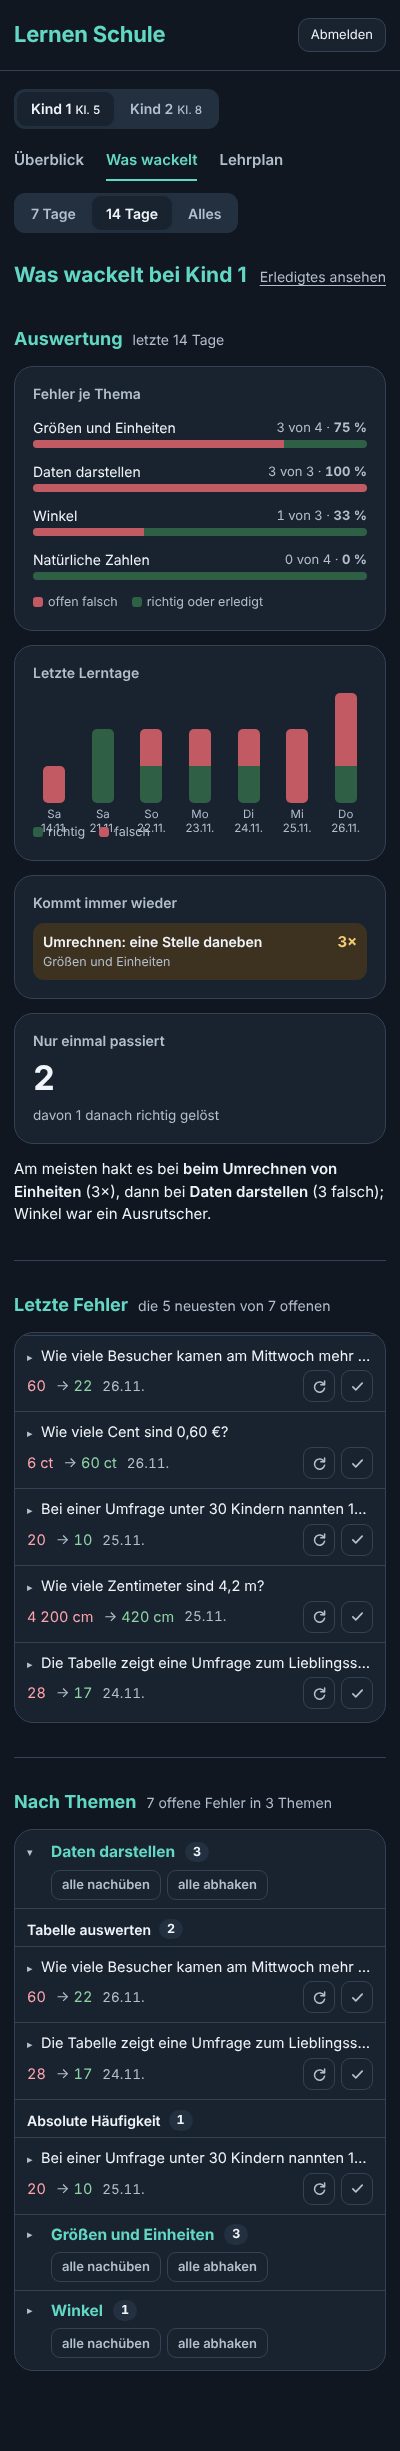 Lernen Schule
Abmelden
Kind 1 Kl. 5 Kind 2 Kl. 8
Überblick Was wackelt Lehrplan
7 Tage 14 Tage Alles
Was wackelt bei Kind 1 Erledigtes ansehen
Auswertung letzte 14 Tage
Fehler je Thema
Größen und Einheiten 3 von 4 · 75 %
Daten darstellen 3 von 3 · 100 %
Winkel 1 von 3 · 33 %
Natürliche Zahlen 0 von 4 · 0 %
offen falsch richtig oder erledigt
Letzte Lerntage
Sa Sa So Mo Di Mi Do
14.11. 21.11. 22.11. 23.11. 24.11. 25.11. 26.11.
richtig falsch
Kommt immer wieder
Umrechnen: eine Stelle daneben 3×
Größen und Einheiten
Nur einmal passiert
2
davon 1 danach richtig gelöst
Am meisten hakt es bei beim Umrechnen von
Einheiten (3×), dann bei Daten darstellen (3 falsch);
Winkel war ein Ausrutscher.
Letzte Fehler die 5 neuesten von 7 offenen
▸ Wie viele Besucher kamen am Mittwoch mehr ...
60 → 22 26.11.
▸ Wie viele Cent sind 0,60 €?
6 ct → 60 ct 26.11.
▸ Bei einer Umfrage unter 30 Kindern nannten 1...
20 → 10 25.11.
▸ Wie viele Zentimeter sind 4,2 m?
4 200 cm → 420 cm 25.11.
▸ Die Tabelle zeigt eine Umfrage zum Lieblingss...
28 → 17 24.11.
Nach Themen 7 offene Fehler in 3 Themen
▾ Daten darstellen 3
alle nachüben alle abhaken
Tabelle auswerten 2
▸ Wie viele Besucher kamen am Mittwoch mehr ...
60 → 22 26.11.
▸ Die Tabelle zeigt eine Umfrage zum Lieblingss...
28 → 17 24.11.
Absolute Häufigkeit 1
▸ Bei einer Umfrage unter 30 Kindern nannten 1...
20 → 10 25.11.
▸ Größen und Einheiten 3
alle nachüben alle abhaken
▸ Winkel 1
alle nachüben alle abhaken